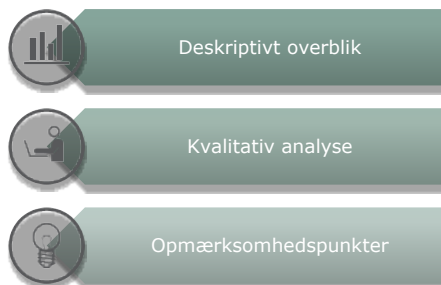 Deskriptivt overblik
Kvalitativ analyse
Opmærksomhedspunkter